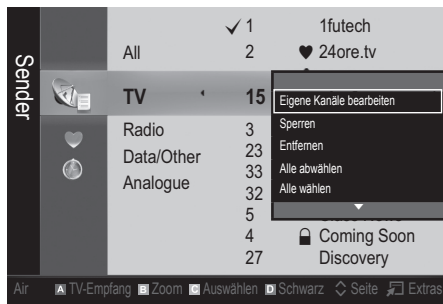 Sender
1 1futech
All 2 24ore.tv
TV 15
Radio 3
Data/Other 23
Analogue 33
32
5
4 Coming Soon
27 Discovery
Eigene Kanäle bearbeiten
Sperren
Entfernen
Alle abwählen
Alle wählen
Air A TV-Empfang B Zoom C Auswählen D Schwarz Seite Extras